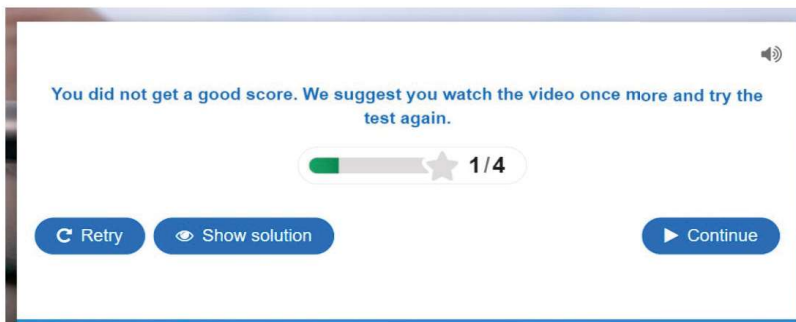 You did not get a good score. We suggest you watch the video once more and try the
test again.
1/4
Retry Show solution Continue